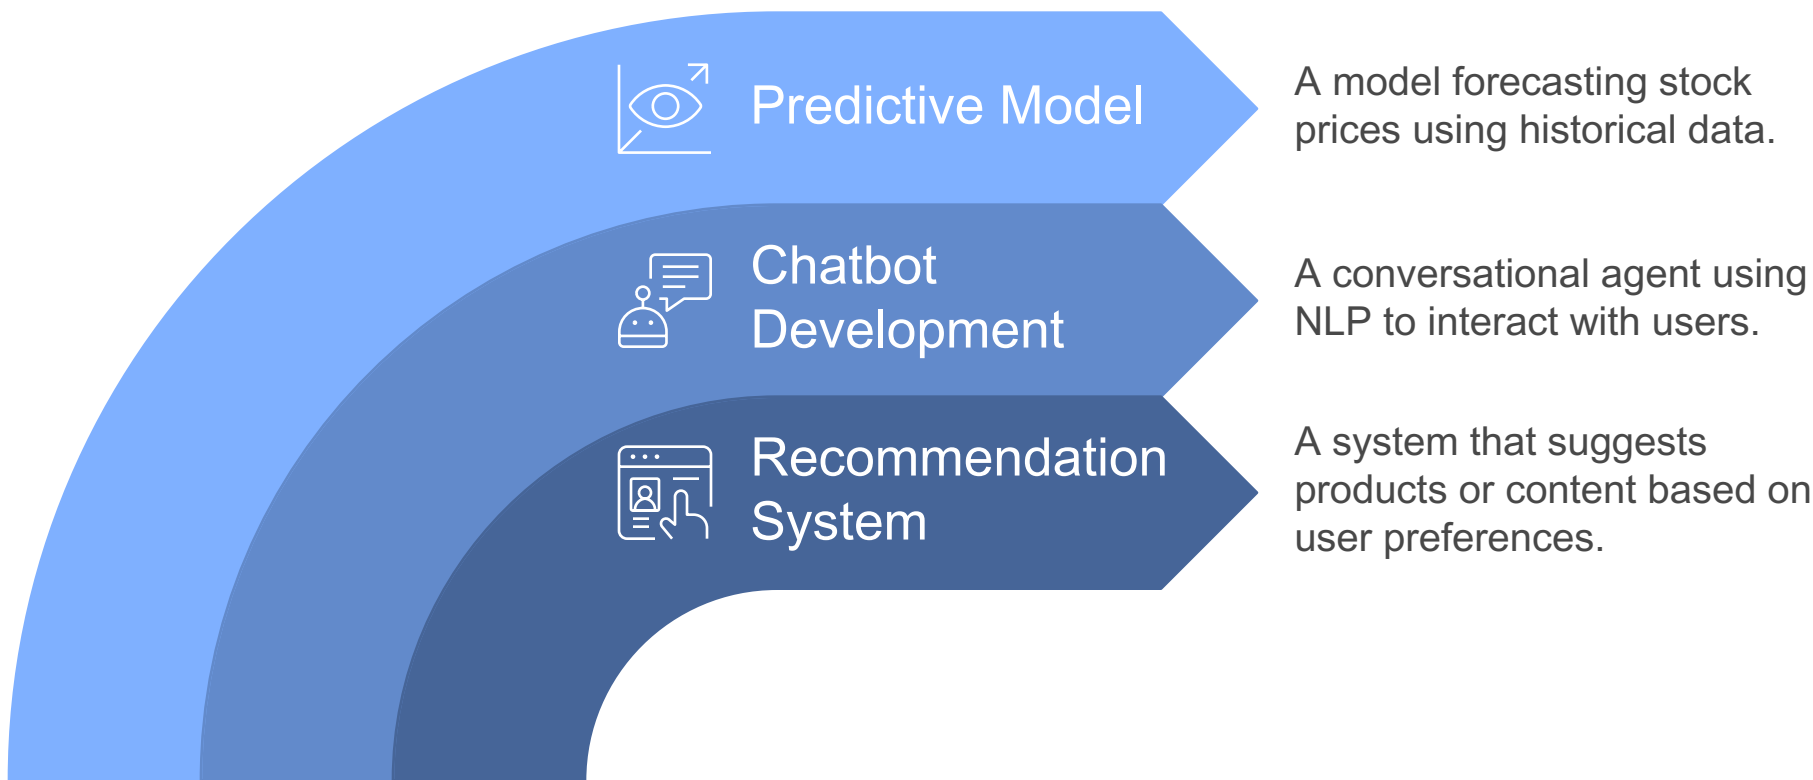 Predictive Model
A model forecasting stock
prices using historical data.
Chatbot
Development
A conversational agent using
NLP to interact with users.
Recommendation
System
A system that suggests
products or content based on
user preferences.